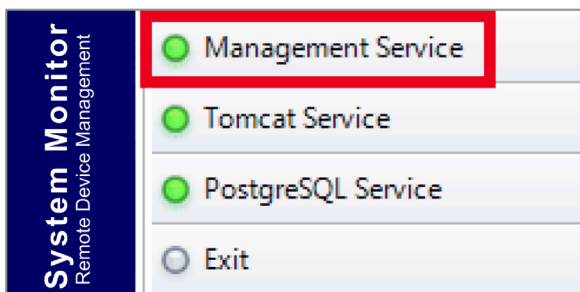 System Monitor
Remote Device Management
Management Service
Tomcat Service
PostgreSQL Service
Exit